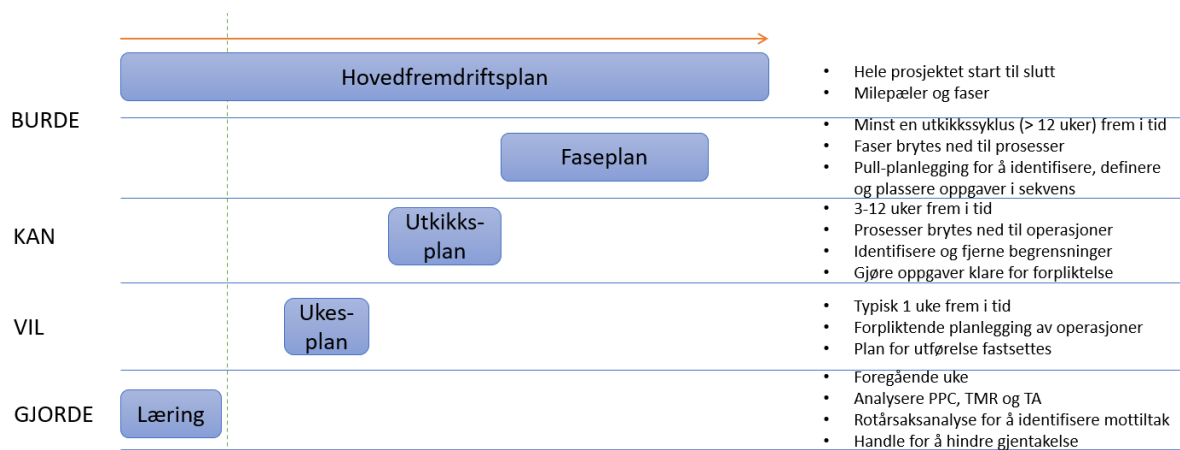 Hovedfremdriftsplan
• Hele prosjektet start til slutt
• Milepæler og faser
BURDE
Faseplan
• Minst en utkikkssyklus (> 12 uker) frem i tid
• Faser brytes ned til prosesser
• Pull-planlegging for å identifisere, definere
og plassere oppgaver i sekvens
KAN
Utkikks-
plan
• 3-12 uker frem i tid
• Prosesser brytes ned til operasjoner
• Identifisere og fjerne begrensninger
• Gjøre oppgaver klare for forpliktelse
VIL
Ukes-
plan
• Typisk 1 uke frem i tid
• Forpliktende planlegging av operasjoner
• Plan for utførelse fastsettes
GJORDE
Læring
• Foregående uke
• Analysere PPC, TMR og TA
• Rotårsaksanalyse for å identifisere mottiltak
• Handle for å hindre gjentakelse